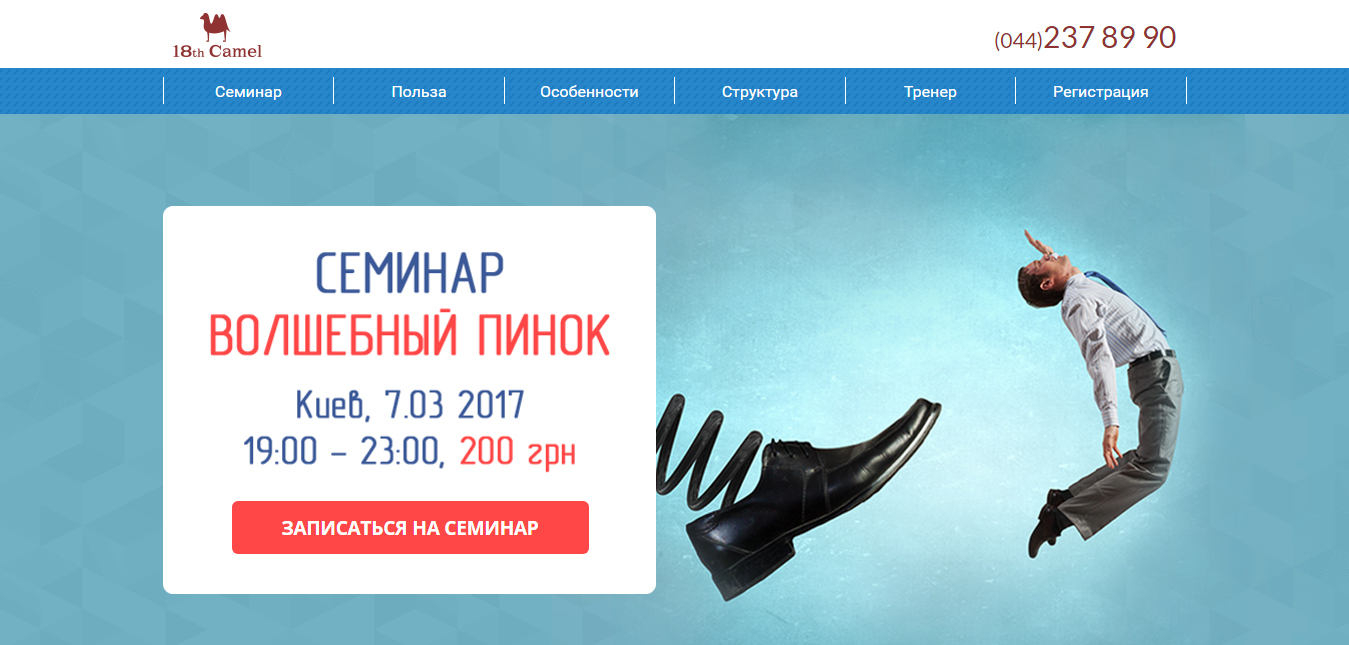 18th Camel
(044)237 89 90
Семинар Польза Особенности Структура Тренер Регистрация
СЕМИНАР
ВОЛШЕБНЫЙ ПИНОК
Киев, 7.03 2017
19:00 – 23:00, 200 грн
ЗАПИСАТЬСЯ НА СЕМИНАР